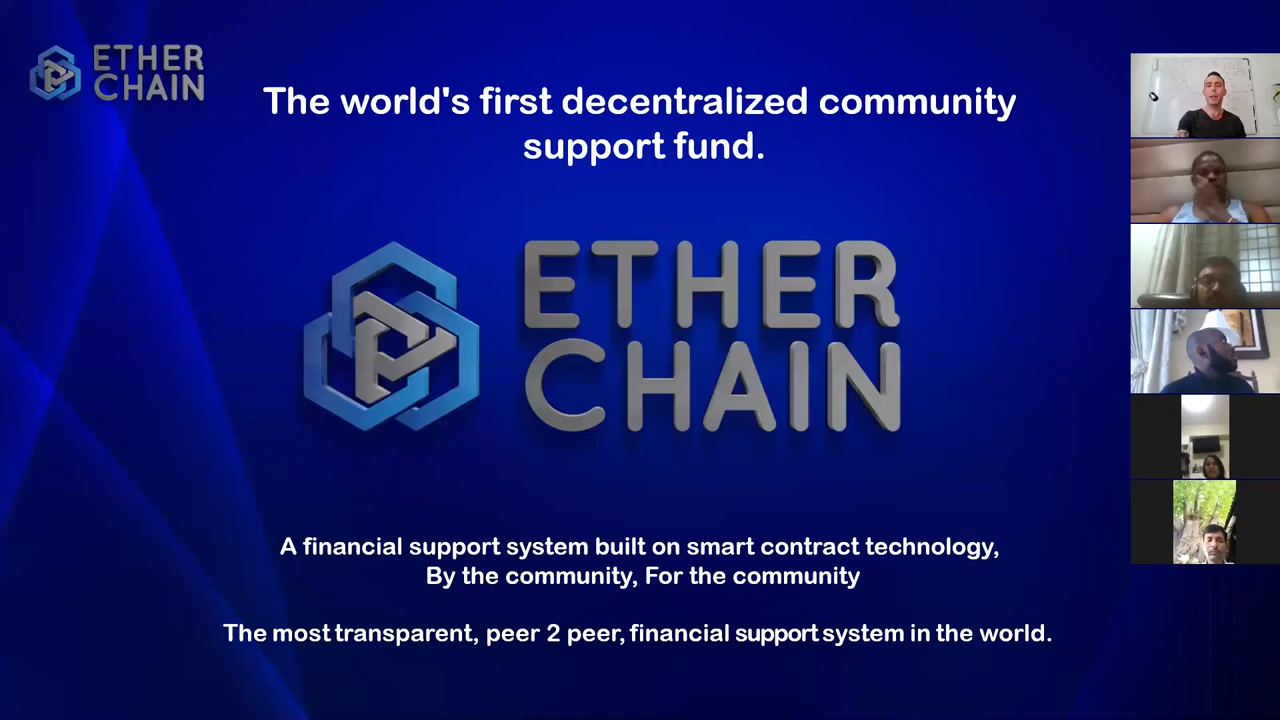 ETHER
CHAIN
The world's first decentralized community
support fund.
ETHER
CHAIN
A financial support system built on smart contract technology,
By the community, For the community
The most transparent, peer 2 peer, financial support system in the world.